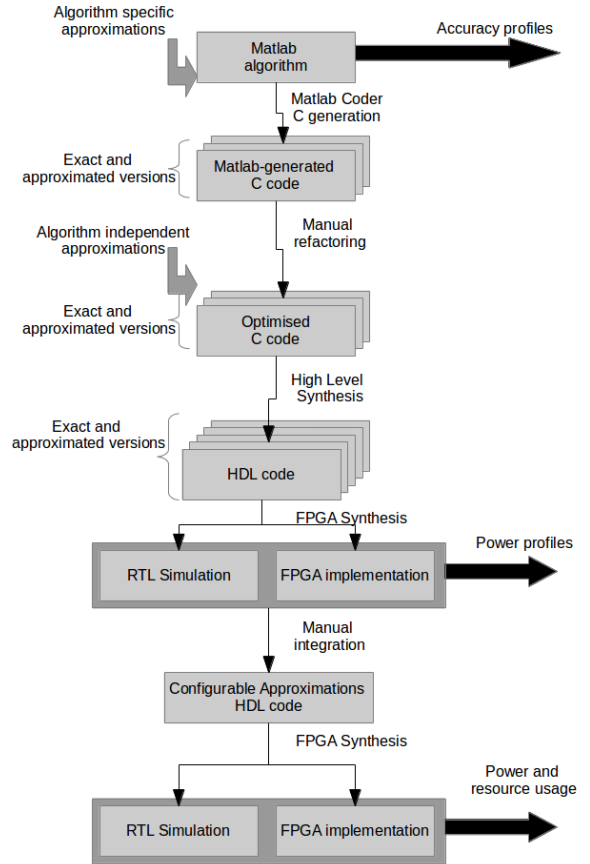 Algorithm specific
approximations
Accuracy profiles
Matlab
algorithm
Matlab Coder
C generation
Exact and
approximated versions
Matlab-generated
C code
Algorithm independent
approximations
Manual
refactoring
Exact and
approximated versions
Optimised
C code
High Level
Synthesis
Exact and
approximated versions
HDL code
FPGA Synthesis
Power profiles
RTL Simulation
FPGA implementation
Manual
integration
Configurable Approximations
HDL code
FPGA Synthesis
Power and
resource usage
RTL Simulation
FPGA implementation